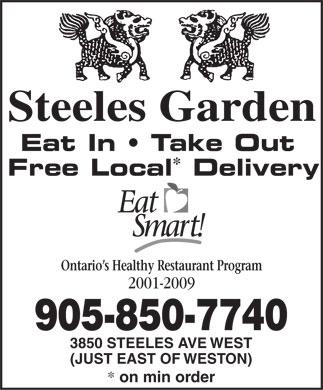 Steeles Garden
Eat In • Take Out
Free Local* Delivery
Eat
Smart!
Ontario's Healthy Restaurant Program
2001-2009
905-850-7740
3850 STEELES AVE WEST
(JUST EAST OF WESTON)
* on min order